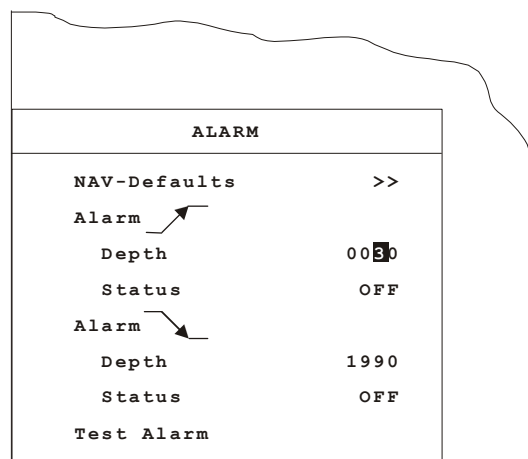 ALARM
NAV-Defaults >>
Alarm
Depth 0030
Status OFF
Alarm
Depth 1990
Status OFF
Test Alarm